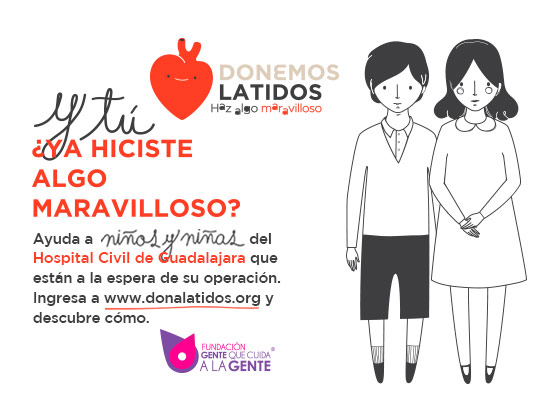 DONEMOS
LATIDOS
Haz algo maravilloso
Y tú
¿YA HICISTE
ALGO
MARAVILLOSO?
Ayuda a niños y niñas del
Hospital Civil de Guadalajara que
están a la espera de su operación.
Ingresa a www.donalatidos.org y
descubre cómo.
FUNDACIÓN
GENTE QUE CUIDA
A LA GENTE®